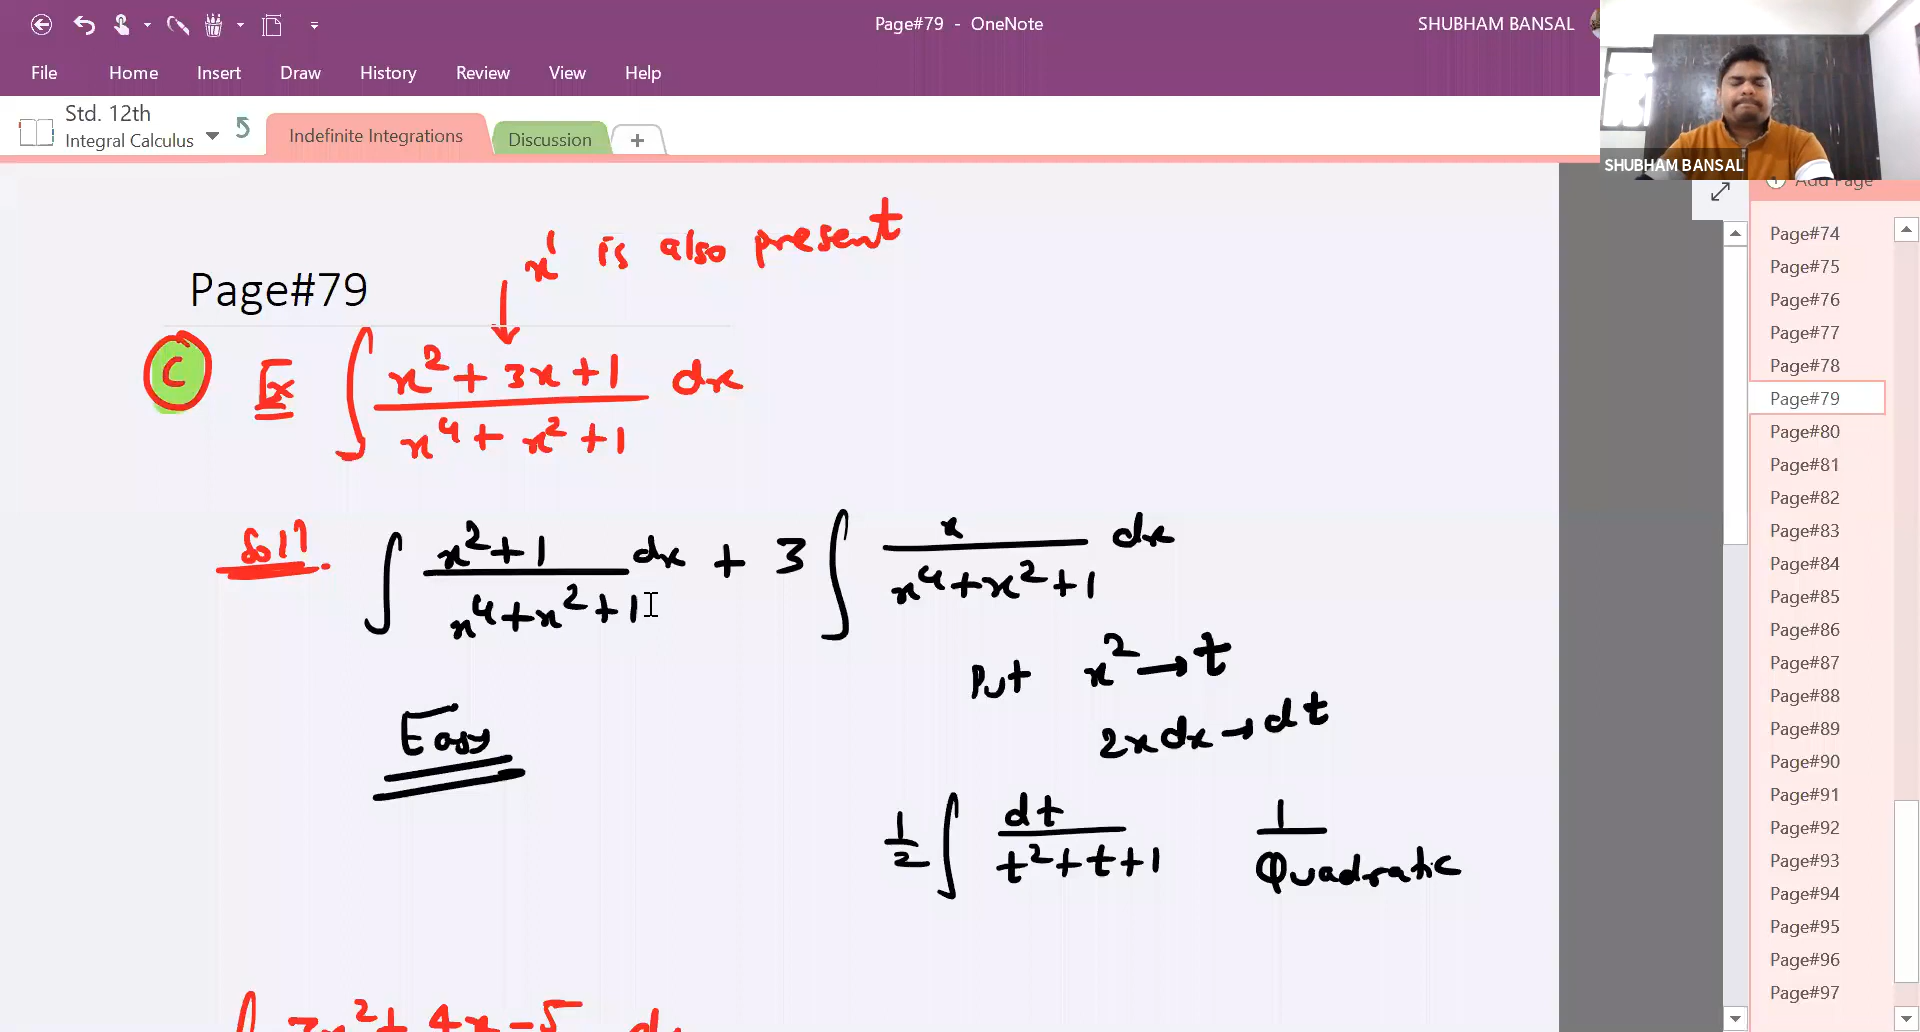 Page#79 - OneNote
SHUBHAM BANSAL
File Home Insert Draw History Review View Help
Std. 12th
Integral Calculus
Indefinite Integrations
Discussion
+
SHUBHAM BANSAL
Add Page
x¹ is also present
Page#79
C Ex ∫ (x² + 3x + 1)/(x⁴ + x² + 1) dx
Solⁿ ∫ (x² + 1)/(x⁴ + x² + 1) dx + 3 ∫ x/(x⁴ + x² + 1) dx
Put x² → t
Easy
2x dx → dt
1/2 ∫ dt/(t² + t + 1) 1/Quadratic
Page#74
Page#75
Page#76
Page#77
Page#78
Page#79
Page#80
Page#81
Page#82
Page#83
Page#84
Page#85
Page#86
Page#87
Page#88
Page#89
Page#90
Page#91
Page#92
Page#93
Page#94
Page#95
Page#96
Page#97